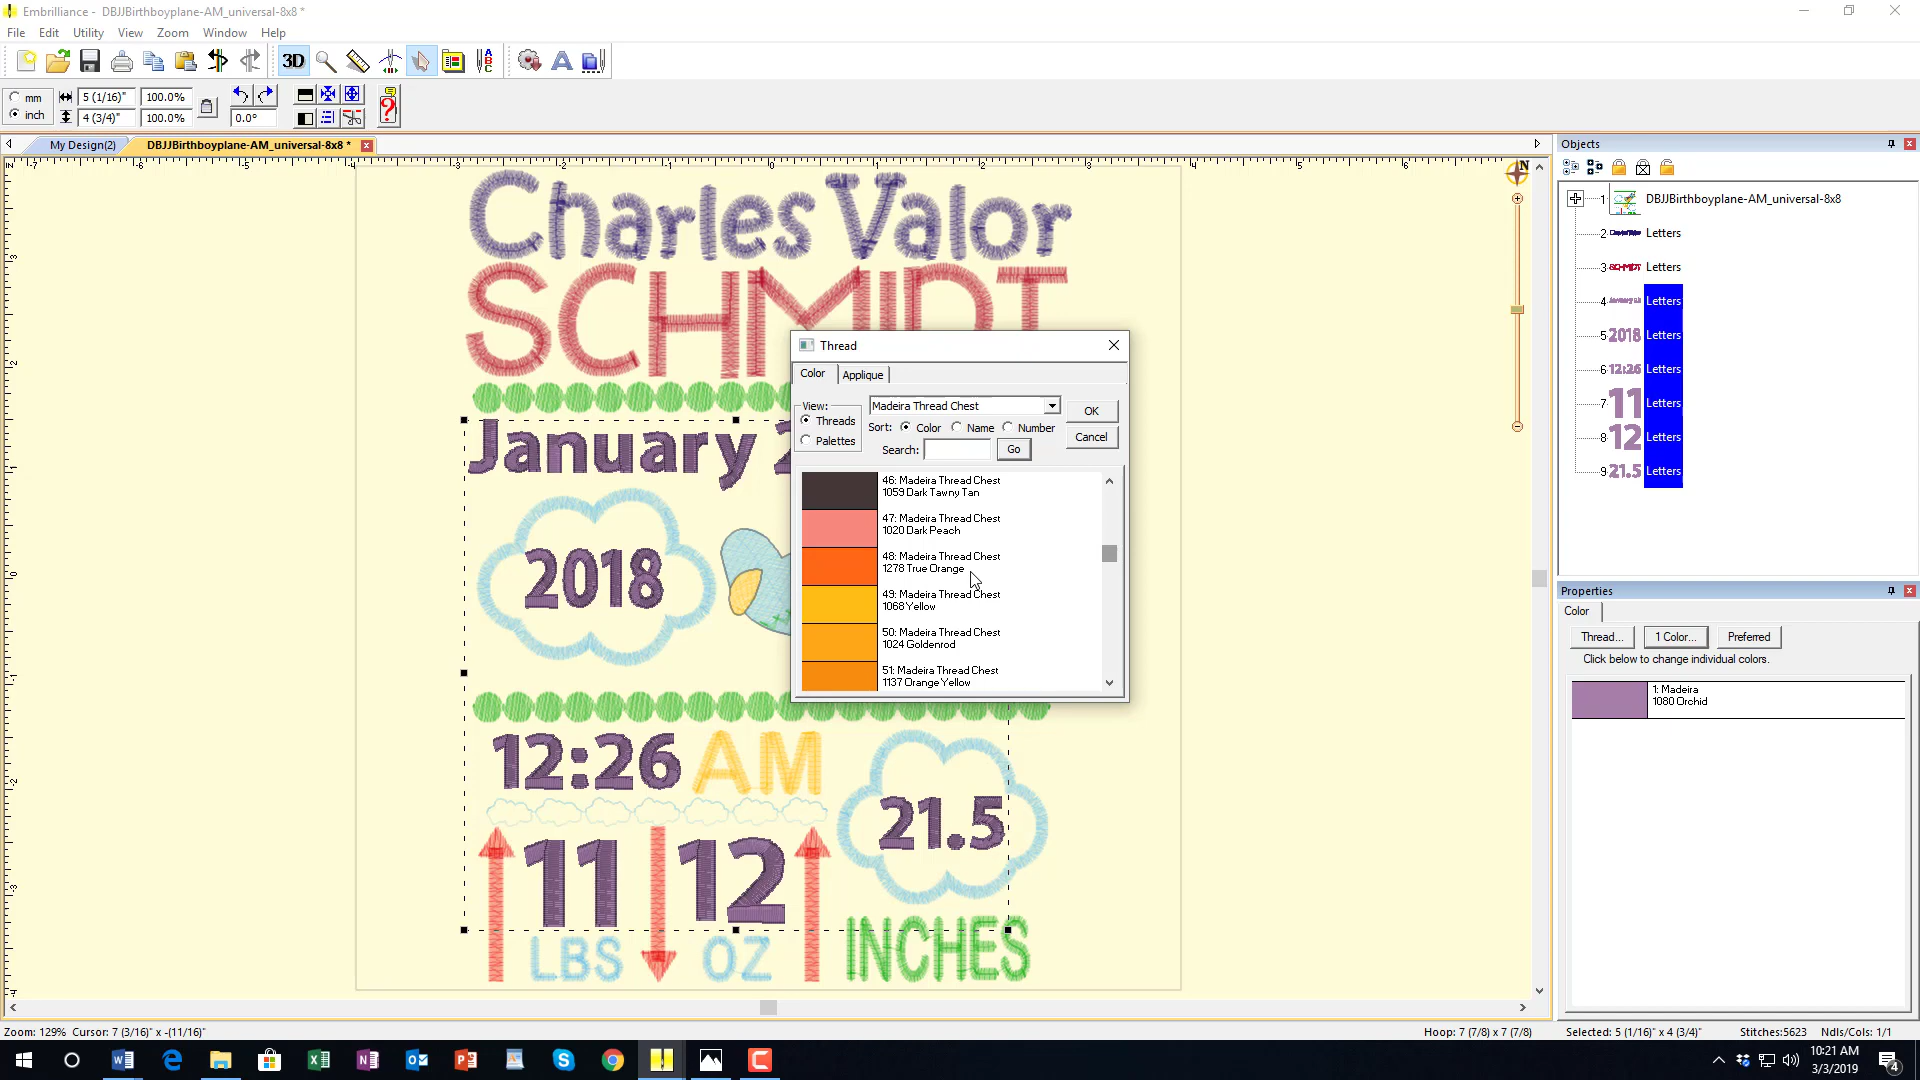 Embrilliance - DBJJBirthboyplane-AM_universal-8x8 *
File Edit Utility View Zoom Window Help
3D
mm 5 (1/16)" 100.0%
inch 4 (3/4)" 100.0% 0.0°
My Design(2) DBJJBirthboyplane-AM_universal-8x8 *
Charles Valor
SCHMIDT
January 2
2018
12:26 AM
21.5
11 12
LBS OZ INCHES
Thread
Color Applique
View: Madeira Thread Chest OK
Threads Sort: Color Name Number
Palettes Cancel
Search: Go
46: Madeira Thread Chest
1059 Dark Tawny Tan
47: Madeira Thread Chest
1020 Dark Peach
48: Madeira Thread Chest
1278 True Orange
49: Madeira Thread Chest
1068 Yellow
50: Madeira Thread Chest
1024 Goldenrod
51: Madeira Thread Chest
1137 Orange Yellow
Objects
1 DBJJBirthboyplane-AM_universal-8x8
2 Letters
3 SCHMIDT Letters
4 Letters
5 2018 Letters
6 12:26 Letters
7 11 Letters
8 12 Letters
9 21.5 Letters
Properties
Color
Thread... 1 Color... Preferred
Click below to change individual colors.
1: Madeira
1080 Orchid
Zoom: 129% Cursor: 7 (3/16)" x -(11/16)" Hoop: 7 (7/8) x 7 (7/8) Selected: 5 (1/16)" x 4 (3/4)" Stitches:5623 Ndls/Cols: 1/1
10:21 AM
3/3/2019
4